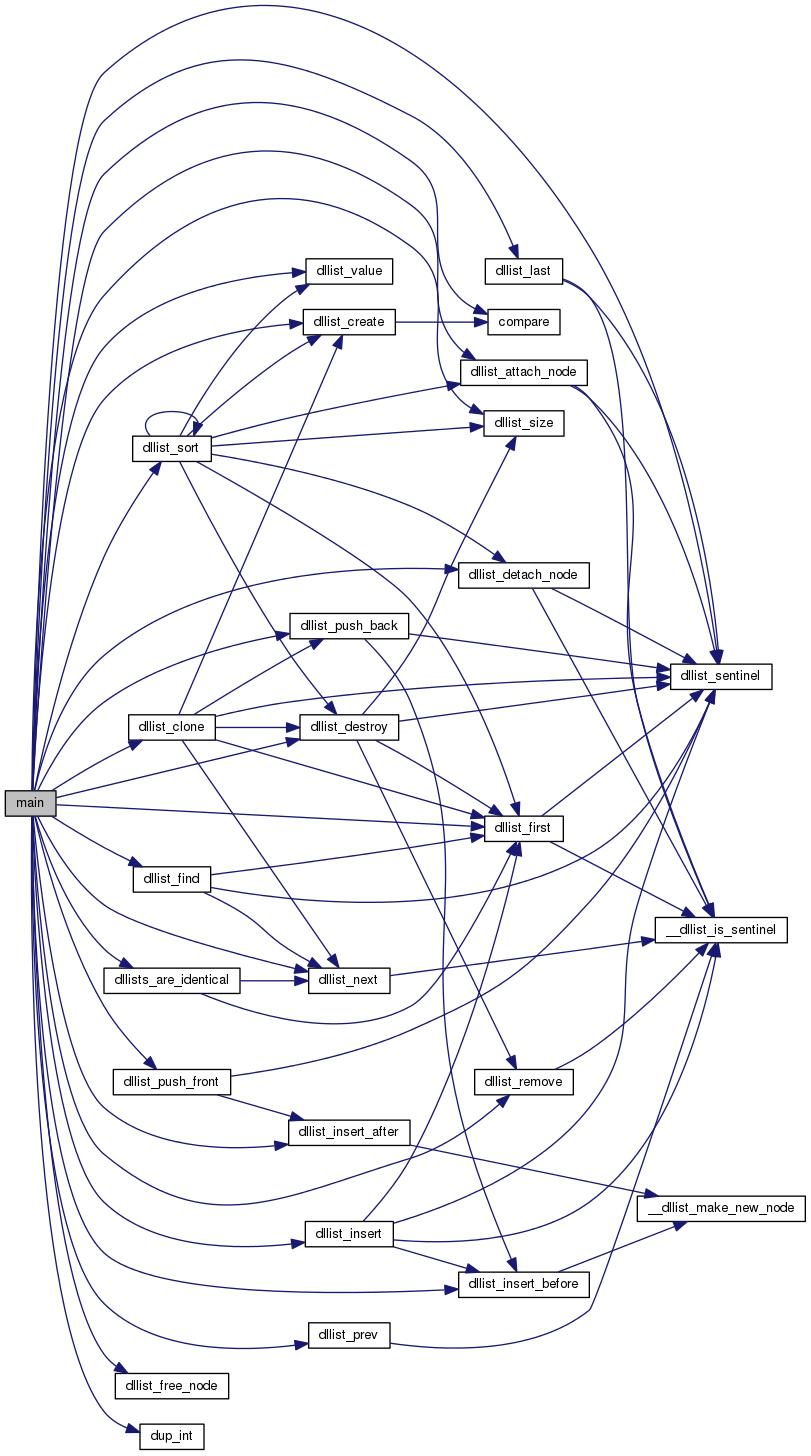 dllist_value
dllist_last
dllist_create
compare
dllist_attach_node
dllist_size
dllist_sort
dllist_detach_node
dllist_push_back
dllist_sentinel
dllist_clone
dllist_destroy
main
dllist_first
dllist_find
__dllist_is_sentinel
dllists_are_identical
dllist_next
dllist_push_front
dllist_remove
dllist_insert_after
__dllist_make_new_node
dllist_insert
dllist_insert_before
dllist_prev
dllist_free_node
dup_int